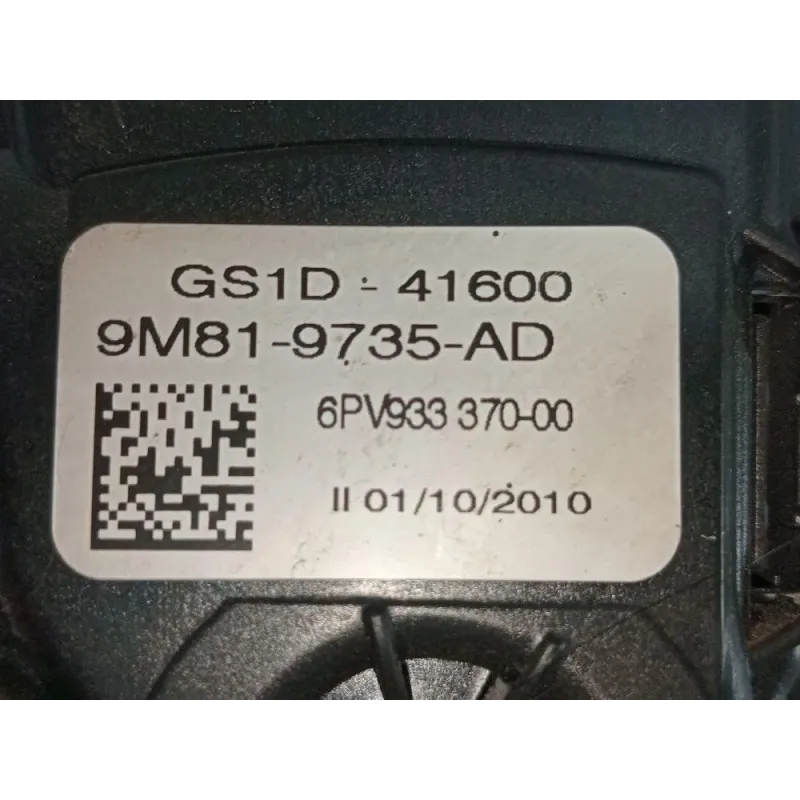 GS1D - 41600
9M81-9735-AD
6PV933 370-00
II 01/10/2010